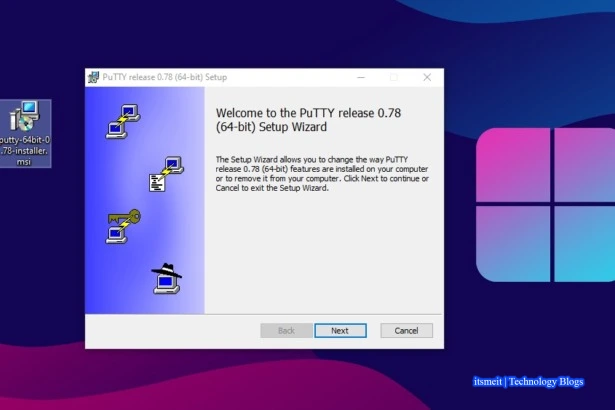 PuTTY release 0.78 (64-bit) Setup
putty-64bit-0
.78-installer.
msi
Welcome to the PuTTY release 0.78
(64-bit) Setup Wizard
The Setup Wizard allows you to change the way PuTTY
release 0.78 (64-bit) features are installed on your computer
or to remove it from your computer. Click Next to continue or
Cancel to exit the Setup Wizard.
Back
Next
Cancel
itsmeit | Technology Blogs